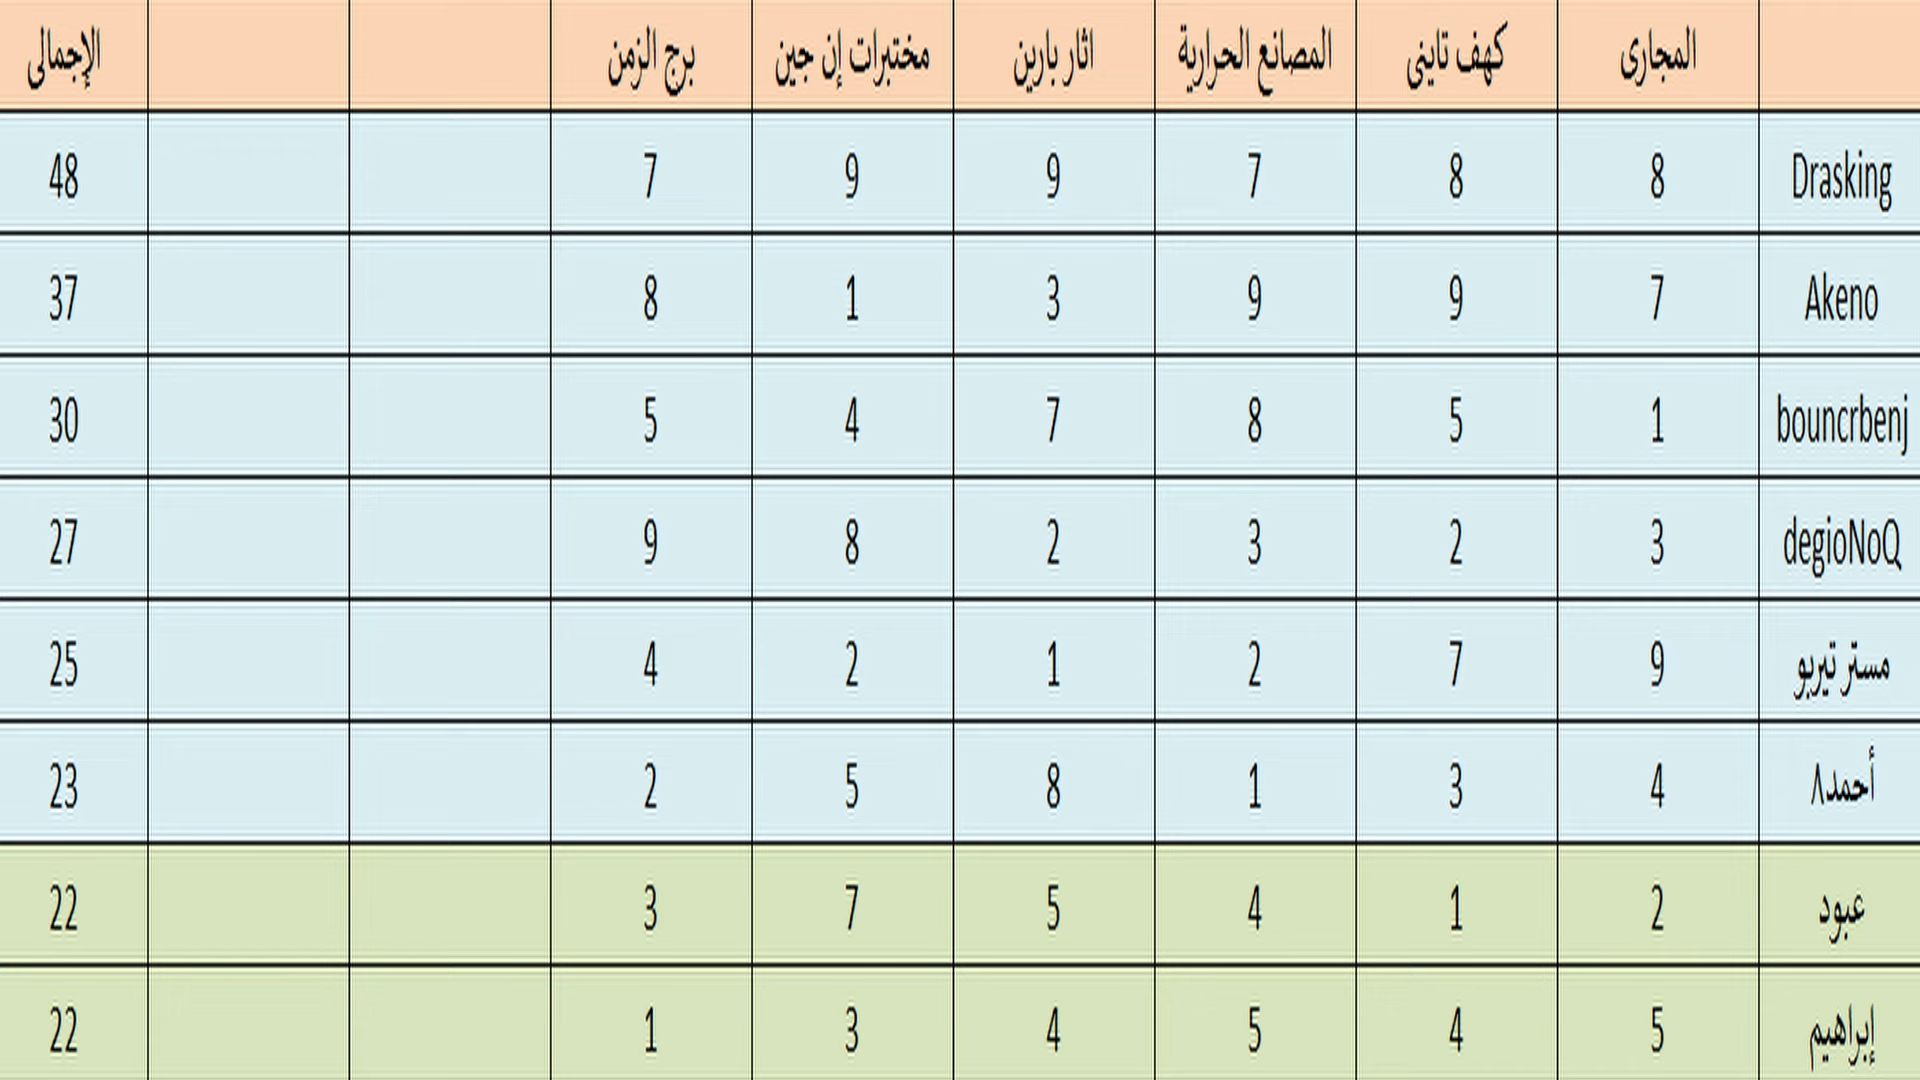 المجارى كهف تاينى المصانع الحرارية اثار بارين مختبرات إن جين برج الزمن الإجمالى
Drasking 8 8 7 9 9 7 48
Akeno 7 9 9 3 1 8 37
bouncrbenj 1 5 8 7 4 5 30
degioNoQ 3 2 3 2 8 9 27
مستر تيربو 9 7 2 1 2 4 25
أحمد٨ 4 3 1 8 5 2 23
عبود 2 1 4 5 7 3 22
إبراهيم 5 4 5 4 3 1 22